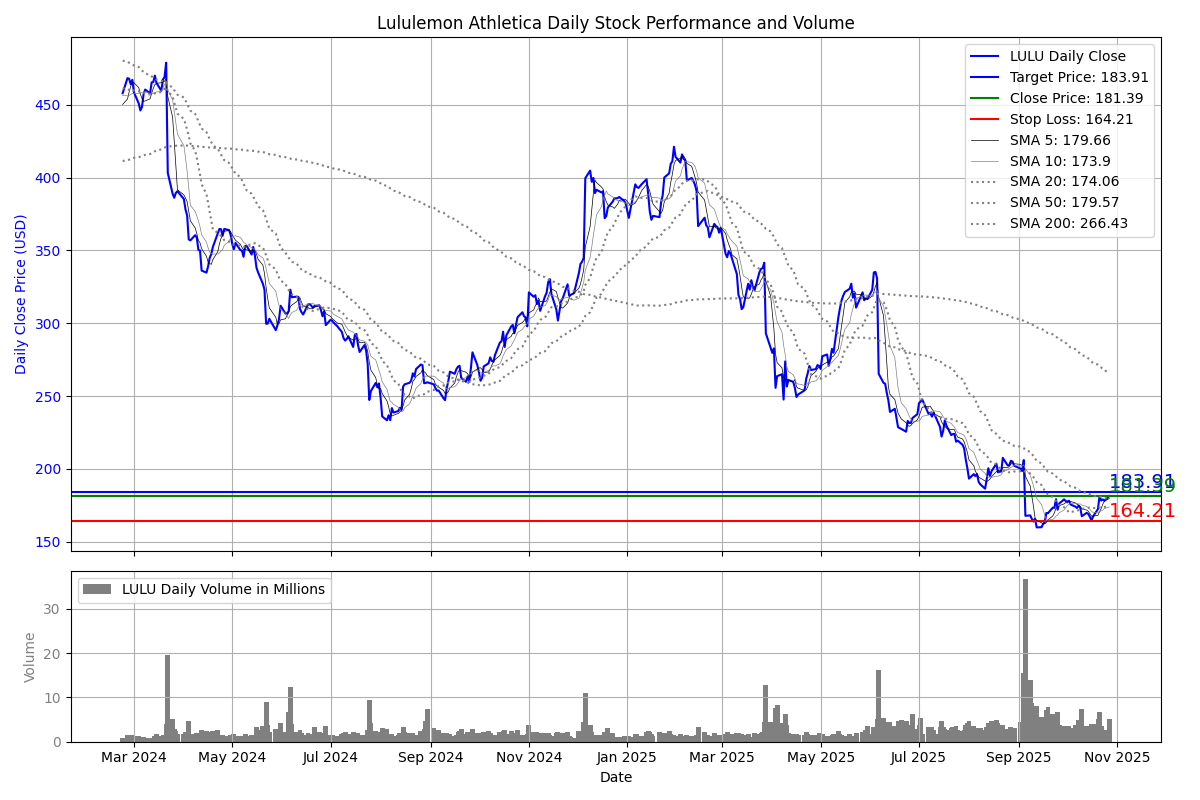 Lululemon Athletica Daily Stock Performance and Volume
Daily Close Price (USD)
450
400
350
300
250
200
150
LULU Daily Close
Target Price: 183.91
Close Price: 181.39
Stop Loss: 164.21
SMA 5: 179.66
SMA 10: 173.9
SMA 20: 174.06
SMA 50: 179.57
SMA 200: 266.43
183.91
181.39
164.21
LULU Daily Volume in Millions
Volume
30
20
10
0
Mar 2024 May 2024 Jul 2024 Sep 2024 Nov 2024 Jan 2025 Mar 2025 May 2025 Jul 2025 Sep 2025 Nov 2025
Date